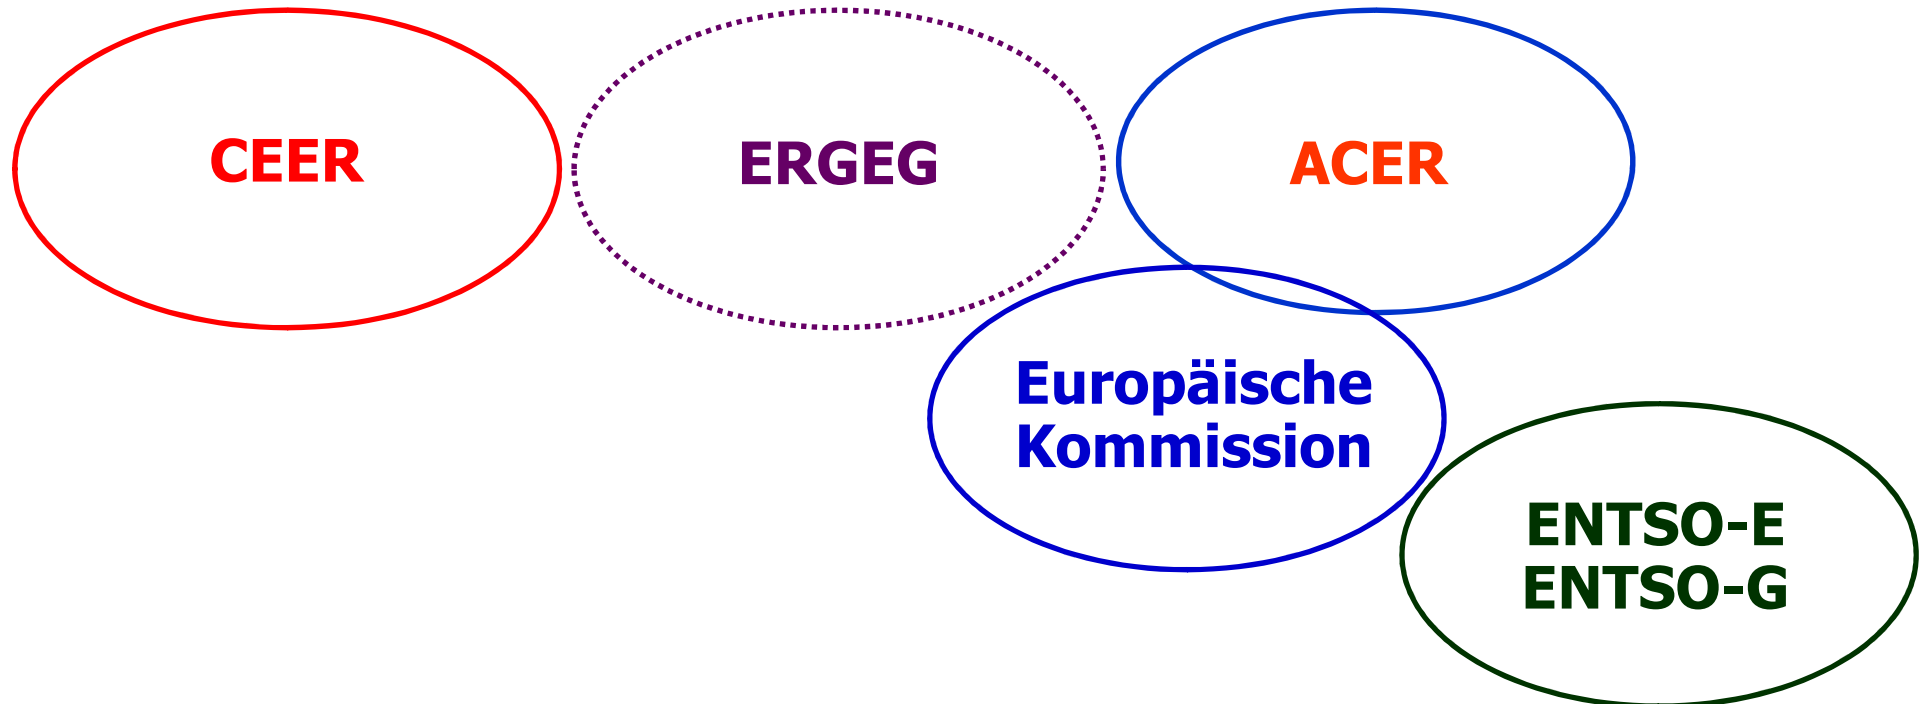 CEER
ERGEG
ACER
Europäische
Kommission
ENTSO-E
ENTSO-G